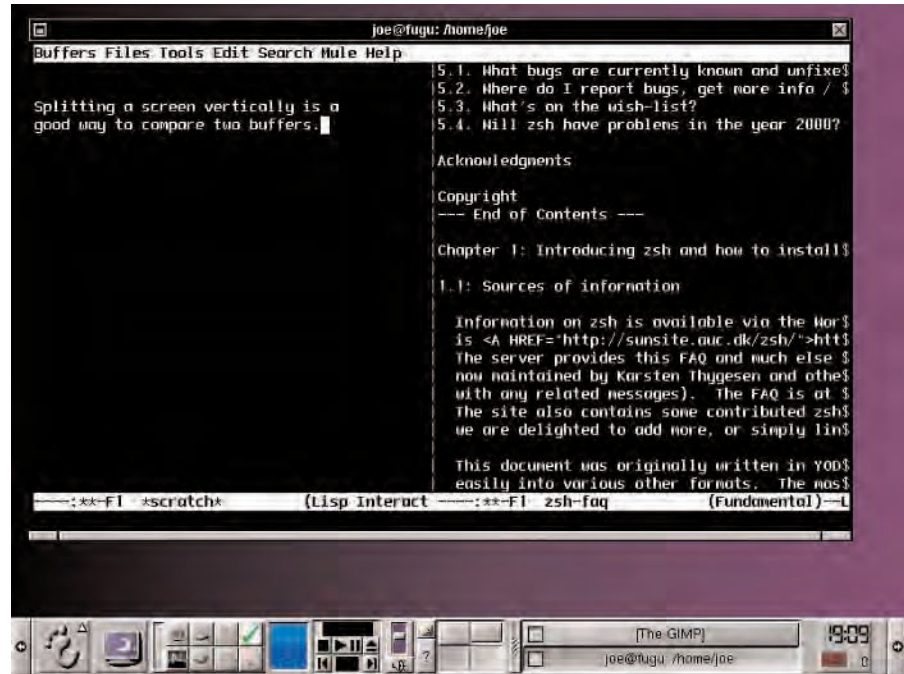 joe@fugu: /home/joe
Buffers Files Tools Edit Search Mule Help
Splitting a screen vertically is a
good way to compare two buffers.
5.1. What bugs are currently known and unfixe$
5.2. Where do I report bugs, get more info / $
5.3. What's on the wish-list?
5.4. Will zsh have problems in the year 2000?
Acknowledgments
Copyright
--- End of Contents ---
Chapter 1: Introducing zsh and how to install$
1.1: Sources of information
Information on zsh is available via the Wor$
is <A HREF="http://sunsite.auc.dk/zsh/">htt$
The server provides this FAQ and much else $
now maintained by Karsten Thygesen and othe$
with any related messages).  The FAQ is at $
The site also contains some contributed zsh$
we are delighted to add more, or simply lin$
This document was originally written in YOD$
easily into various other formats.  The mos$
----:**-F1  *scratch*        (Lisp Interact ----:**-F1  zsh-faq        (Fundamental)--L
[The GIMP]
joe@fugu /home/joe
19:09
0
?